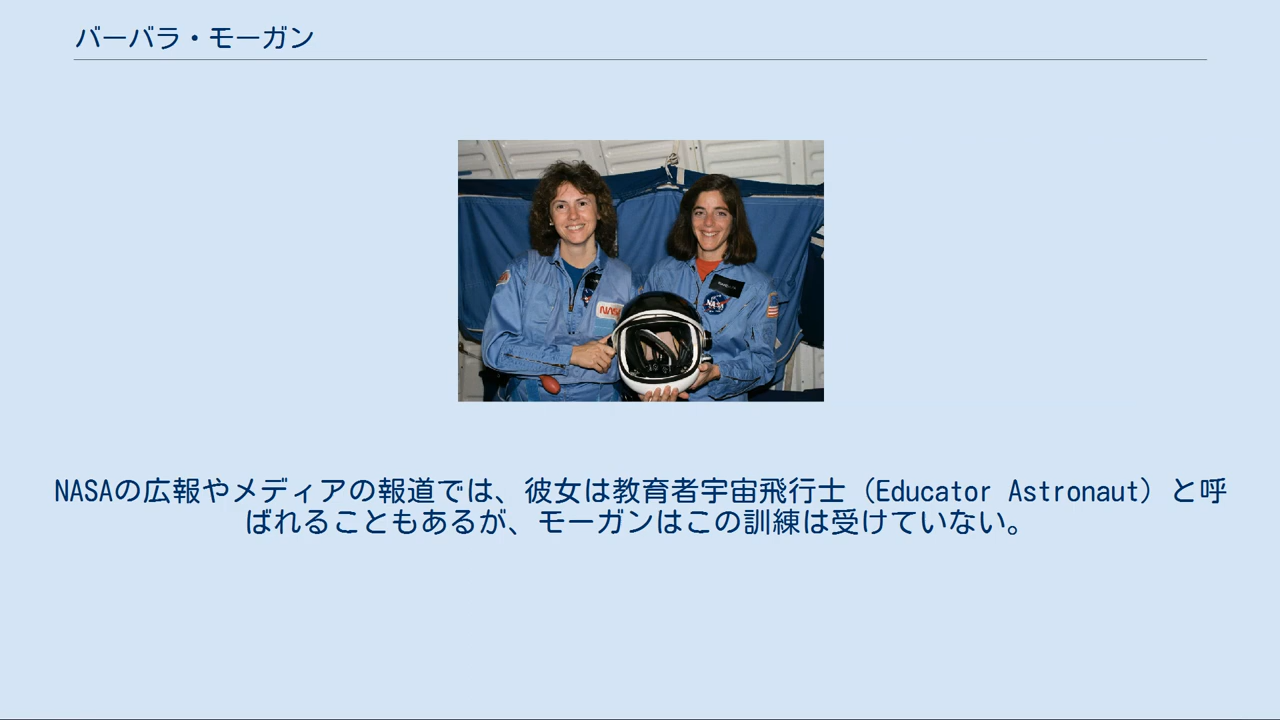 バーバラ・モーガン
NASA
NASA
NASAの広報やメディアの報道では、彼女は教育者宇宙飛行士（Educator Astronaut）と呼
ばれることもあるが、モーガンはこの訓練は受けていない。